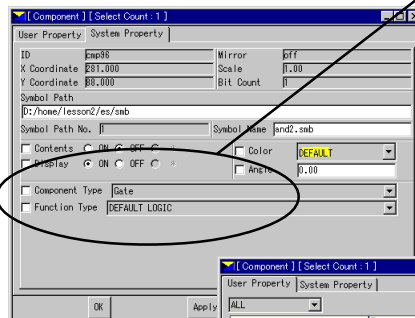 [ Component ] [ Select Count : 1 ]
User Property System Property
ID cmp96 Mirror off
X Coordinate 281.000 Scale 1.00
Y Coordinate 88.000 Bit Count 1
Symbol Path
D:/home/lesson2/es/smb
Symbol Path No. 1 Symbol Name and2.smb
Contents ON OFF * Color DEFAULT
Display ON OFF * Angle 0.00
Component Type Gate
Function Type DEFAULT LOGIC
OK Apply
[ Component ] [ Select Count : 1 ]
User Property System Property
ALL